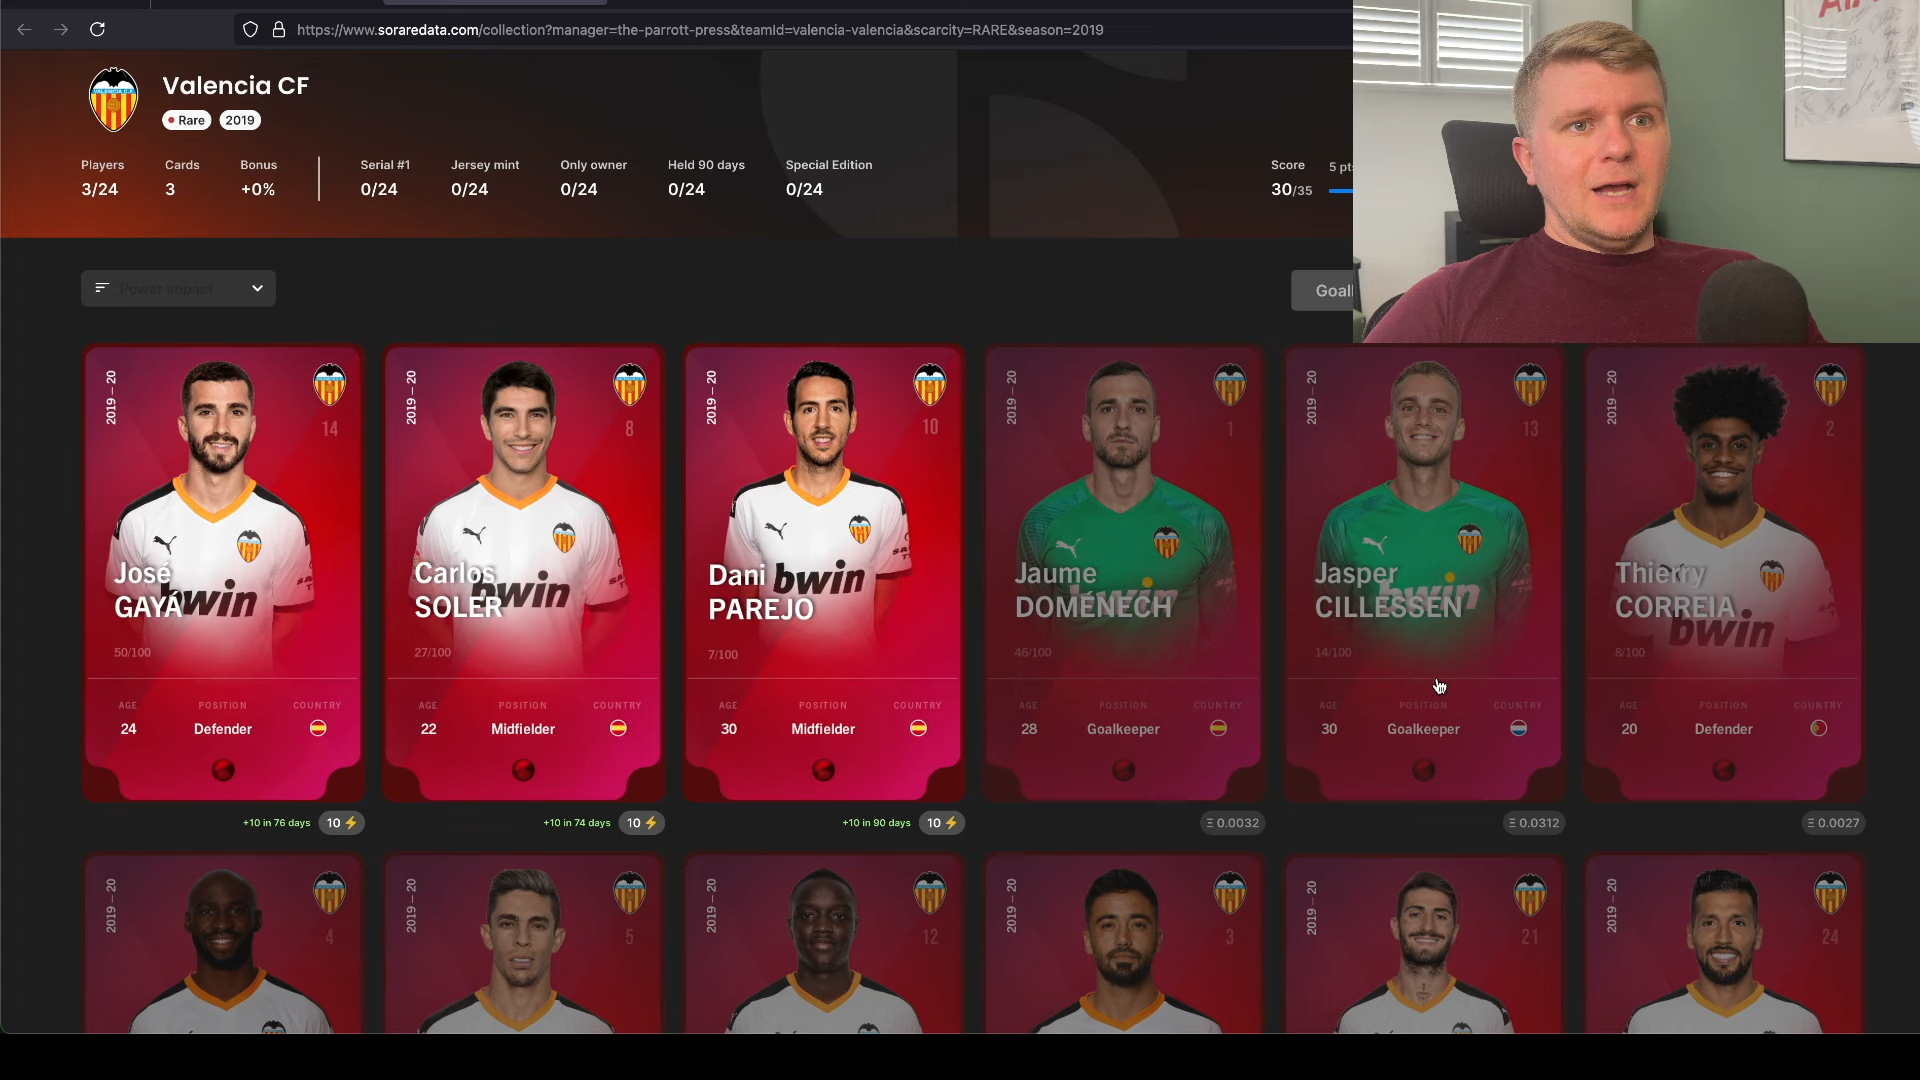 https://www.soraredata.com/collection?manager=the-parrott-press&teamId=valencia-valencia&scarcity=RARE&season=2019
Valencia CF
Rare 2019
Players Cards Bonus Serial #1 Jersey mint Only owner Held 90 days Special Edition Score 5 pt
3/24 3 +0% 0/24 0/24 0/24 0/24 0/24 30/35
Power impact
Goal
2019 – 20
14
José
GAYÁ
bwin
50/100
AGE POSITION COUNTRY
24 Defender
+10 in 76 days 10
2019 – 20
8
Carlos
SOLER
bwin
27/100
AGE POSITION COUNTRY
22 Midfielder
+10 in 74 days 10
2019 – 20
10
Dani
PAREJO
bwin
7/100
AGE POSITION COUNTRY
30 Midfielder
+10 in 90 days 10
2019 – 20
1
Jaume
DOMÉNECH
bwin
46/100
AGE POSITION COUNTRY
28 Goalkeeper
Ξ 0.0032
2019 – 20
13
Jasper
CILLESSEN
bwin
14/100
AGE POSITION COUNTRY
30 Goalkeeper
Ξ 0.0312
2019 – 20
2
Thierry
CORREIA
bwin
8/100
AGE POSITION COUNTRY
20 Defender
Ξ 0.0027
2019 – 20
4
2019 – 20
5
2019 – 20
12
2019 – 20
3
2019 – 20
21
2019 – 20
24